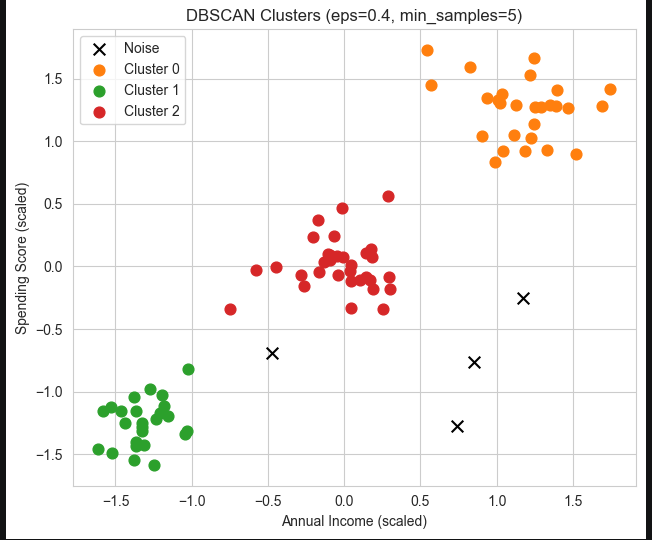 DBSCAN Clusters (eps=0.4, min_samples=5)
Noise
Cluster 0
Cluster 1
Cluster 2
Spending Score (scaled)
1.5
1.0
0.5
0.0
−0.5
−1.0
−1.5
−1.5 −1.0 −0.5 0.0 0.5 1.0 1.5
Annual Income (scaled)